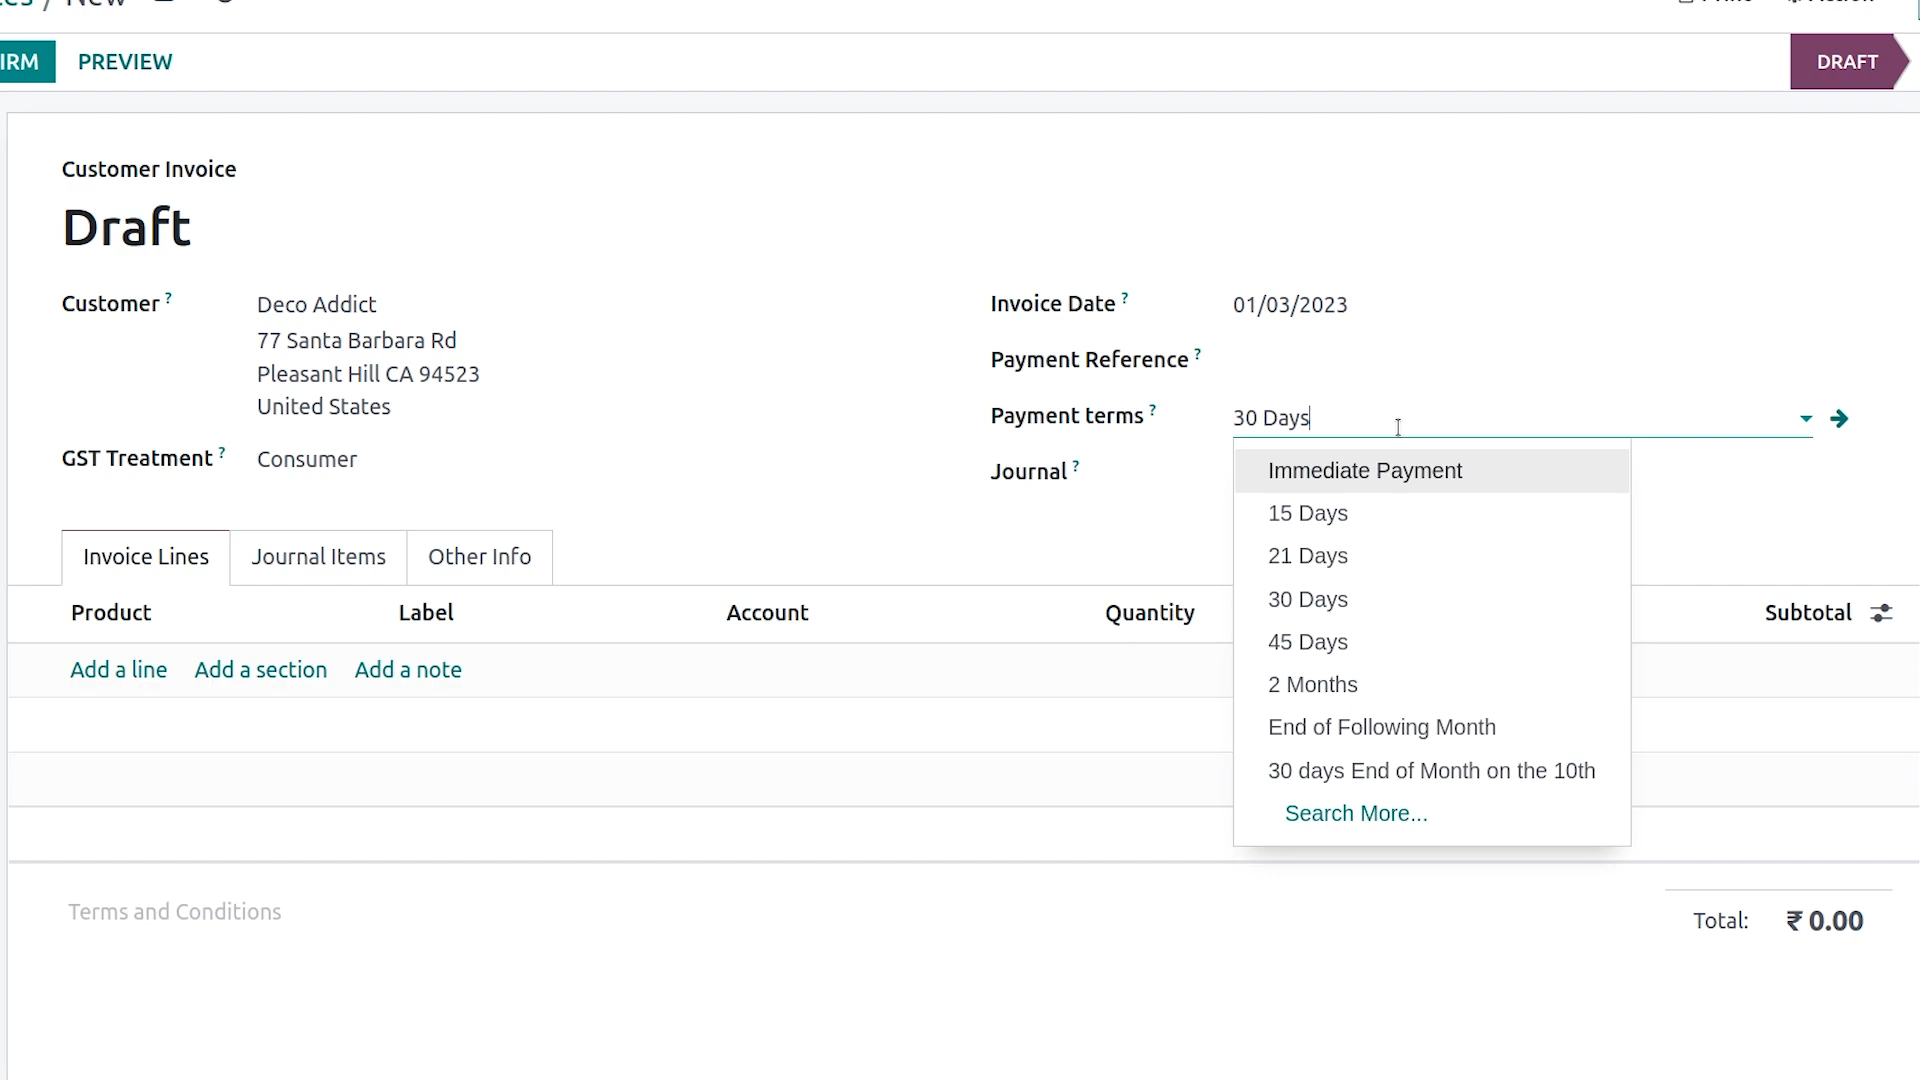 New
IRM PREVIEW DRAFT
Customer Invoice
Draft
Customer ? Deco Addict
77 Santa Barbara Rd
Pleasant Hill CA 94523
United States
GST Treatment ? Consumer
Invoice Date ? 01/03/2023
Payment Reference ?
Payment terms ? 30 Days
Journal ?
Immediate Payment
15 Days
21 Days
30 Days
45 Days
2 Months
End of Following Month
30 days End of Month on the 10th
Search More...
Invoice Lines Journal Items Other Info
Product Label Account Quantity Subtotal
Add a line Add a section Add a note
Terms and Conditions
Total: ₹ 0.00